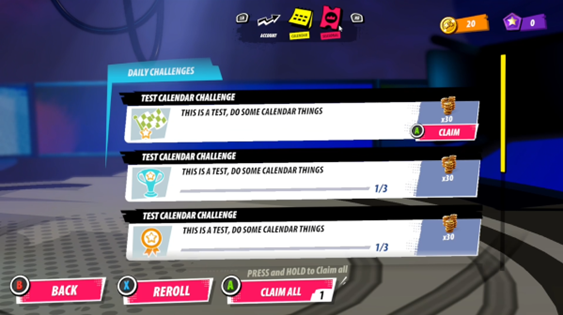 ACCOUNT
20
0
DAILY CHALLENGES
TEST CALENDAR CHALLENGE
THIS IS A TEST, DO SOME CALENDAR THINGS
x30
A CLAIM
TEST CALENDAR CHALLENGE
THIS IS A TEST, DO SOME CALENDAR THINGS
x30
1/3
TEST CALENDAR CHALLENGE
THIS IS A TEST, DO SOME CALENDAR THINGS
x30
1/3
PRESS and HOLD to Claim all
B BACK
X REROLL
A CLAIM ALL 1